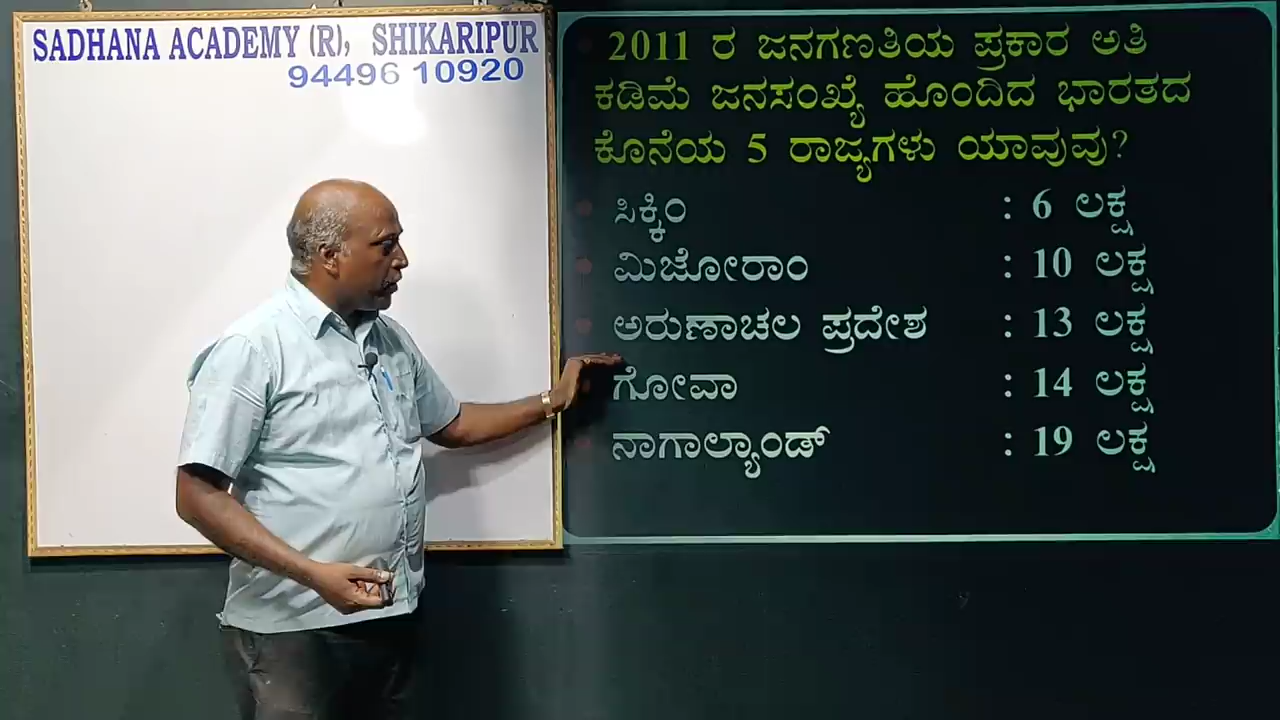 SADHANA ACADEMY (R), SHIKARIPUR
94496 10920
2011 ರ ಜನಗಣತಿಯ ಪ್ರಕಾರ ಅತಿ
ಕಡಿಮೆ ಜನಸಂಖ್ಯೆ ಹೊಂದಿದ ಭಾರತದ
ಕೊನೆಯ 5 ರಾಜ್ಯಗಳು ಯಾವುವು?
ಸಿಕ್ಕಿಂ : 6 ಲಕ್ಷ
ಮಿಜೋರಾಂ : 10 ಲಕ್ಷ
ಅರುಣಾಚಲ ಪ್ರದೇಶ : 13 ಲಕ್ಷ
ಗೋವಾ : 14 ಲಕ್ಷ
ನಾಗಾಲ್ಯಾಂಡ್ : 19 ಲಕ್ಷ